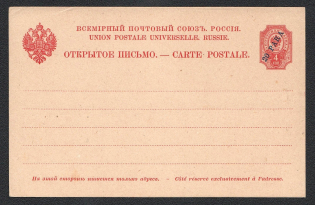 ВСЕМІРНЫЙ ПОЧТОВЫЙ СОЮЗЪ. РОССІЯ.
UNION POSTALE UNIVERSELLE. RUSSIE.
ОТКРЫТОЕ ПИСЬМО. — CARTE POSTALE.
На этой сторонѣ пишется только адресъ. - Côté réservé exclusivement à l'adresse.